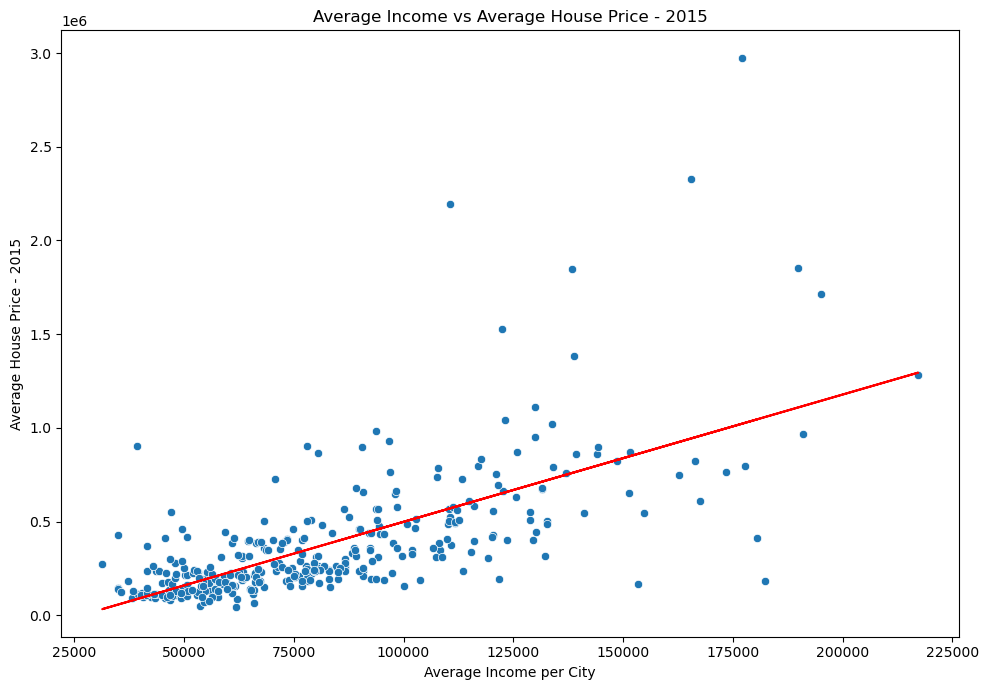 Average Income vs Average House Price - 2015
1e6
3.0
2.5
2.0
1.5
1.0
0.5
0.0
Average House Price - 2015
25000 50000 75000 100000 125000 150000 175000 200000 225000
Average Income per City